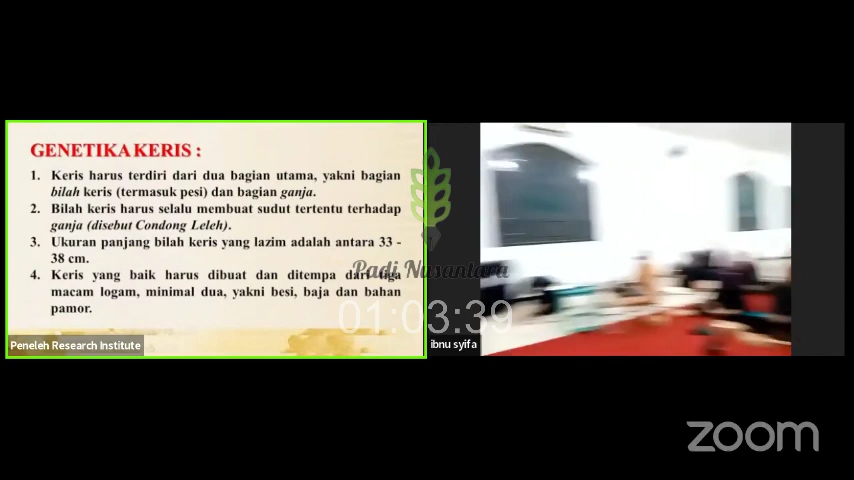 GENETIKA KERIS :
1. Keris harus terdiri dari dua bagian utama, yakni bagian
bilah keris (termasuk pesi) dan bagian ganja.
2. Bilah keris harus selalu membuat sudut tertentu terhadap
ganja (disebut Condong Leleh).
3. Ukuran panjang bilah keris yang lazim adalah antara 33 -
38 cm.
4. Keris yang baik harus dibuat dan ditempa dari tiga
macam logam, minimal dua, yakni besi, baja dan bahan
pamor.
Padi Nusantara
01:03:39
Peneleh Research Institute
ibnu syifa
zoom